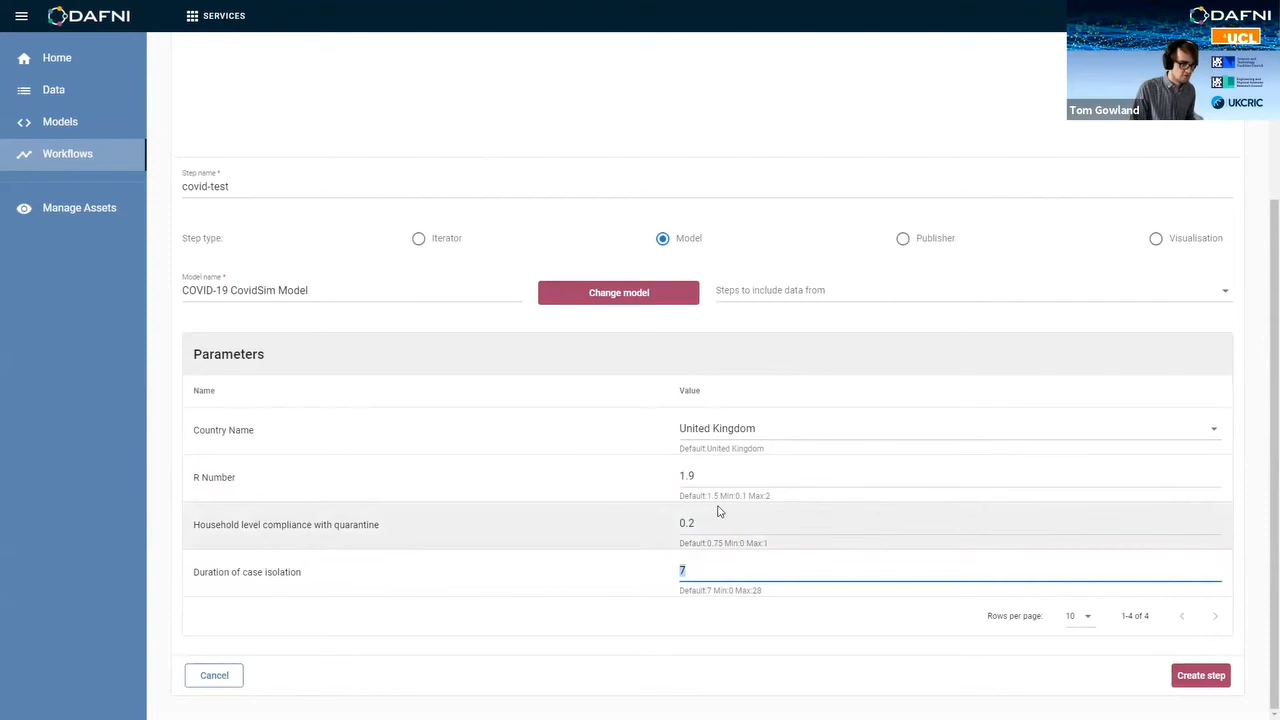 DAFNI
SERVICES
DAFNI
UCL
UKCRIC
Tom Gowland
Home
Data
Models
Workflows
Manage Assets
Step name *
covid-test
Step type:
Iterator
Model
Publisher
Visualisation
Model name *
COVID-19 CovidSim Model
Change model
Steps to include data from
Parameters
Name
Value
Country Name
United Kingdom
Default:United Kingdom
R Number
1.9
Default:1.5 Min:0.1 Max:2
Household level compliance with quarantine
0.2
Default:0.75 Min:0 Max:1
Duration of case isolation
7
Default:7 Min:0 Max:28
Rows per page:
10
1-4 of 4
Cancel
Create step